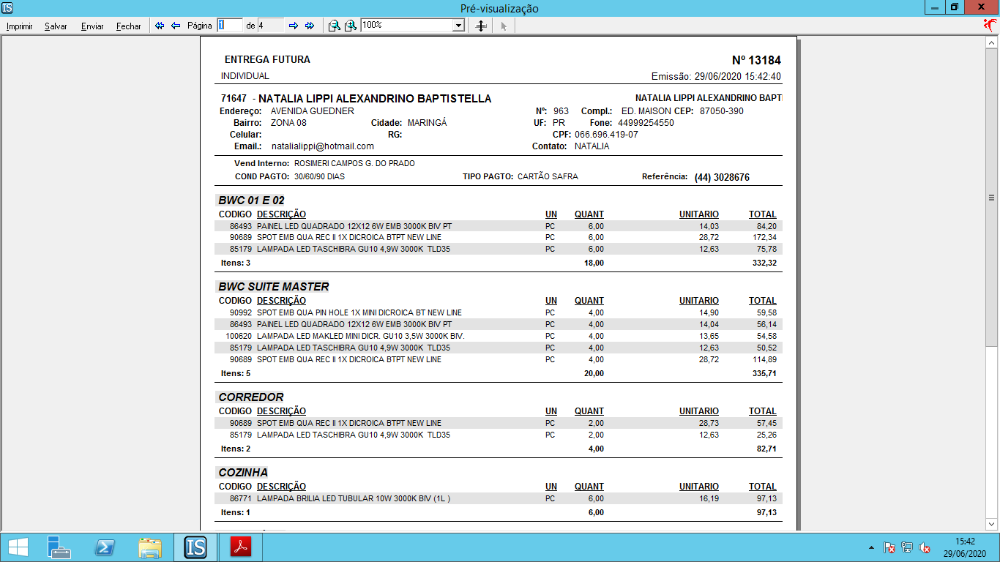 Pré-visualização
Imprimir Salvar Enviar Fechar Página 1 de 4 100%
ENTREGA FUTURA Nº 13184
INDIVIDUAL Emissão: 29/06/2020 15:42:40
71647 - NATALIA LIPPI ALEXANDRINO BAPTISTELLA NATALIA LIPPI ALEXANDRINO BAPTI
Endereço: AVENIDA GUEDNER Nº: 963 Compl.: ED. MAISON CEP: 87050-390
Bairro: ZONA 08 Cidade: MARINGÁ UF: PR Fone: 44999254550
Celular: RG: CPF: 066.696.419-07
Email.: natalialippi@hotmail.com Contato: NATALIA
Vend Interno: ROSIMERI CAMPOS G. DO PRADO
COND PAGTO: 30/60/90 DIAS TIPO PAGTO: CARTÃO SAFRA Referência: (44) 3028676
BWC 01 E 02
CODIGO DESCRIÇÃO UN QUANT UNITARIO TOTAL
86493 PAINEL LED QUADRADO 12X12 6W EMB 3000K BIV PT PC 6,00 14,03 84,20
90689 SPOT EMB QUA REC II 1X DICROICA BTPT NEW LINE PC 6,00 28,72 172,34
85179 LAMPADA LED TASCHIBRA GU10 4,9W 3000K TLD35 PC 6,00 12,63 75,78
Itens: 3 18,00 332,32
BWC SUITE MASTER
CODIGO DESCRIÇÃO UN QUANT UNITARIO TOTAL
90992 SPOT EMB QUA PIN HOLE 1X MINI DICROICA BT NEW LINE PC 4,00 14,90 59,58
86493 PAINEL LED QUADRADO 12X12 6W EMB 3000K BIV PT PC 4,00 14,04 56,14
100620 LAMPADA LED MAKLED MINI DICR. GU10 3,5W 3000K BIV. PC 4,00 13,65 54,58
85179 LAMPADA LED TASCHIBRA GU10 4,9W 3000K TLD35 PC 4,00 12,63 50,52
90689 SPOT EMB QUA REC II 1X DICROICA BTPT NEW LINE PC 4,00 28,72 114,89
Itens: 5 20,00 335,71
CORREDOR
CODIGO DESCRIÇÃO UN QUANT UNITARIO TOTAL
90689 SPOT EMB QUA REC II 1X DICROICA BTPT NEW LINE PC 2,00 28,73 57,45
85179 LAMPADA LED TASCHIBRA GU10 4,9W 3000K TLD35 PC 2,00 12,63 25,26
Itens: 2 4,00 82,71
COZINHA
CODIGO DESCRIÇÃO UN QUANT UNITARIO TOTAL
86771 LAMPADA BRILIA LED TUBULAR 10W 3000K BIV (1L ) PC 6,00 16,19 97,13
Itens: 1 6,00 97,13
IS
15:42
29/06/2020